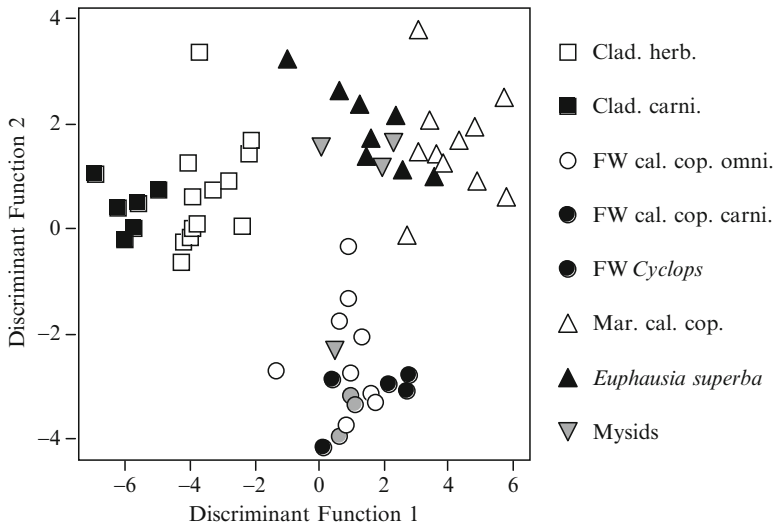 4
2
0
−2
−4
Discriminant Function 2
−6
−4
−2
0
2
4
6
Discriminant Function 1
Clad. herb.
Clad. carni.
FW cal. cop. omni.
FW cal. cop. carni.
FW Cyclops
Mar. cal. cop.
Euphausia superba
Mysids